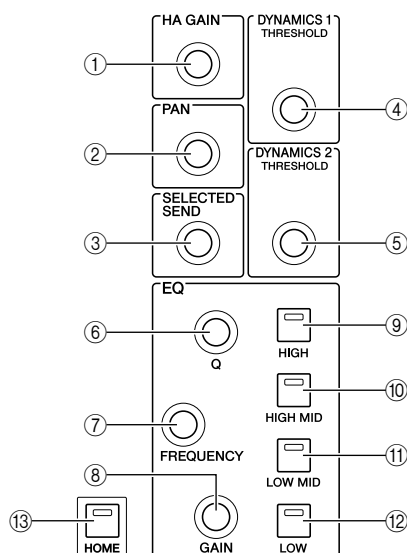 HA GAIN
DYNAMICS 1
THRESHOLD
①
④
PAN
②
DYNAMICS 2
THRESHOLD
SELECTED
SEND
③
⑤
EQ
⑥
Q
⑨
HIGH
⑩
HIGH MID
⑦
FREQUENCY
⑪
LOW MID
⑧
GAIN
⑫
LOW
⑬
HOME